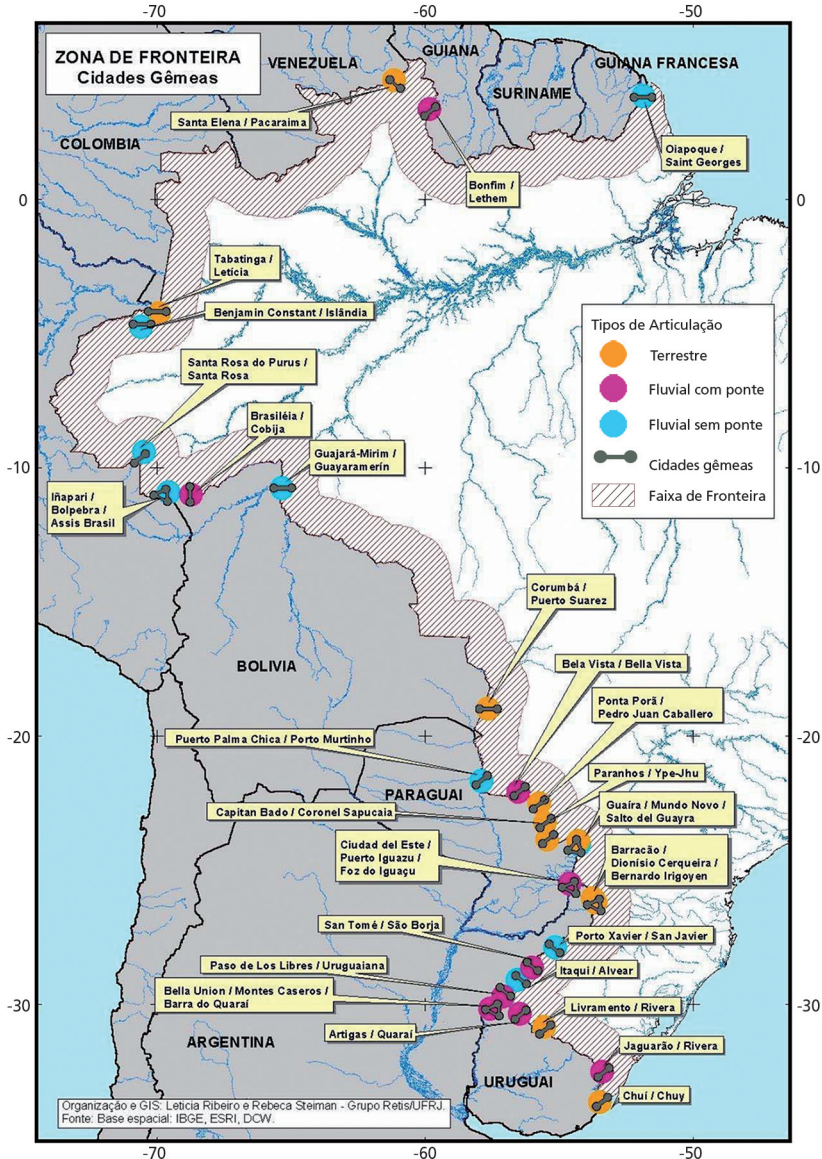 -70
-60
-50
ZONA DE FRONTEIRA
Cidades Gêmeas
VENEZUELA
GUIANA
SURINAME
GUIANA FRANCESA
COLOMBIA
Santa Elena / Pacaraima
Oiapoque /
Saint Georges
Bonfim /
Lethem
0
0
Tabatinga /
Letícia
Benjamin Constant / Islândia
Santa Rosa do Purus /
Santa Rosa
Brasiléia /
Cobija
Guajará-Mirim /
Guayaramerín
Iñapari /
Bolpebra /
Assis Brasil
Tipos de Articulação
Terrestre
Fluvial com ponte
Fluvial sem ponte
Cidades gêmeas
Faixa de Fronteira
-10
-10
Corumbá /
Puerto Suarez
BOLIVIA
Bela Vista / Bella Vista
Ponta Porã /
Pedro Juan Caballero
Puerto Palma Chica / Porto Murtinho
-20
-20
Paranhos / Ype-Jhu
PARAGUAI
Capitan Bado / Coronel Sapucaia
Guaíra / Mundo Novo /
Salto del Guayra
Ciudad del Este /
Puerto Iguazu /
Foz do Iguaçu
Barracão /
Dionísio Cerqueira /
Bernardo Irigoyen
San Tomé / São Borja
Porto Xavier / San Javier
Paso de Los Libres / Uruguaiana
Itaqui / Alvear
Bella Union / Montes Caseros /
Barra do Quaraí
-30
-30
Livramento / Rivera
Artigas / Quaraí
ARGENTINA
Jaguarão / Rivera
URUGUAI
Chuí / Chuy
Organização e GIS: Leticia Ribeiro e Rebeca Steiman - Grupo Retis/UFRJ.
Fonte: Base espacial: IBGE, ESRI, DCW.
-70
-60
-50